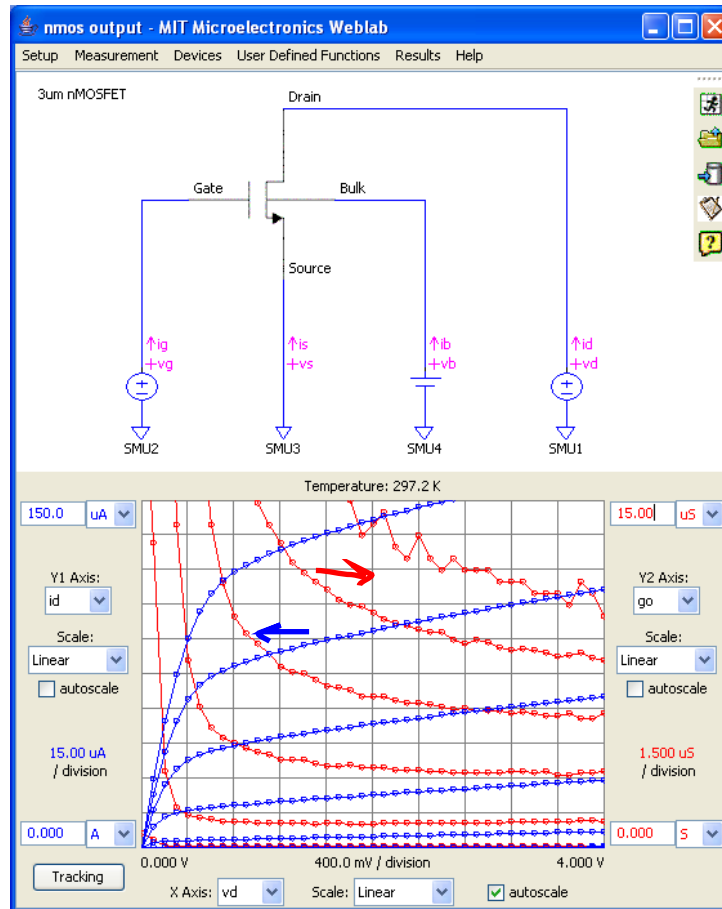 nmos output - MIT Microelectronics Weblab
Setup Measurement Devices User Defined Functions Results Help
3um nMOSFET
Drain
Gate
Bulk
Source
ig
+vg
is
+vs
ib
+vb
id
+vd
SMU2
SMU3
SMU4
SMU1
Temperature: 297.2 K
150.0 uA
15.00 uS
Y1 Axis:
id
Scale:
Linear
autoscale
15.00 uA
/ division
0.000 A
Y2 Axis:
go
Scale:
Linear
autoscale
1.500 uS
/ division
0.000 S
0.000 V 400.0 mV / division 4.000 V
Tracking
X Axis: vd Scale: Linear autoscale